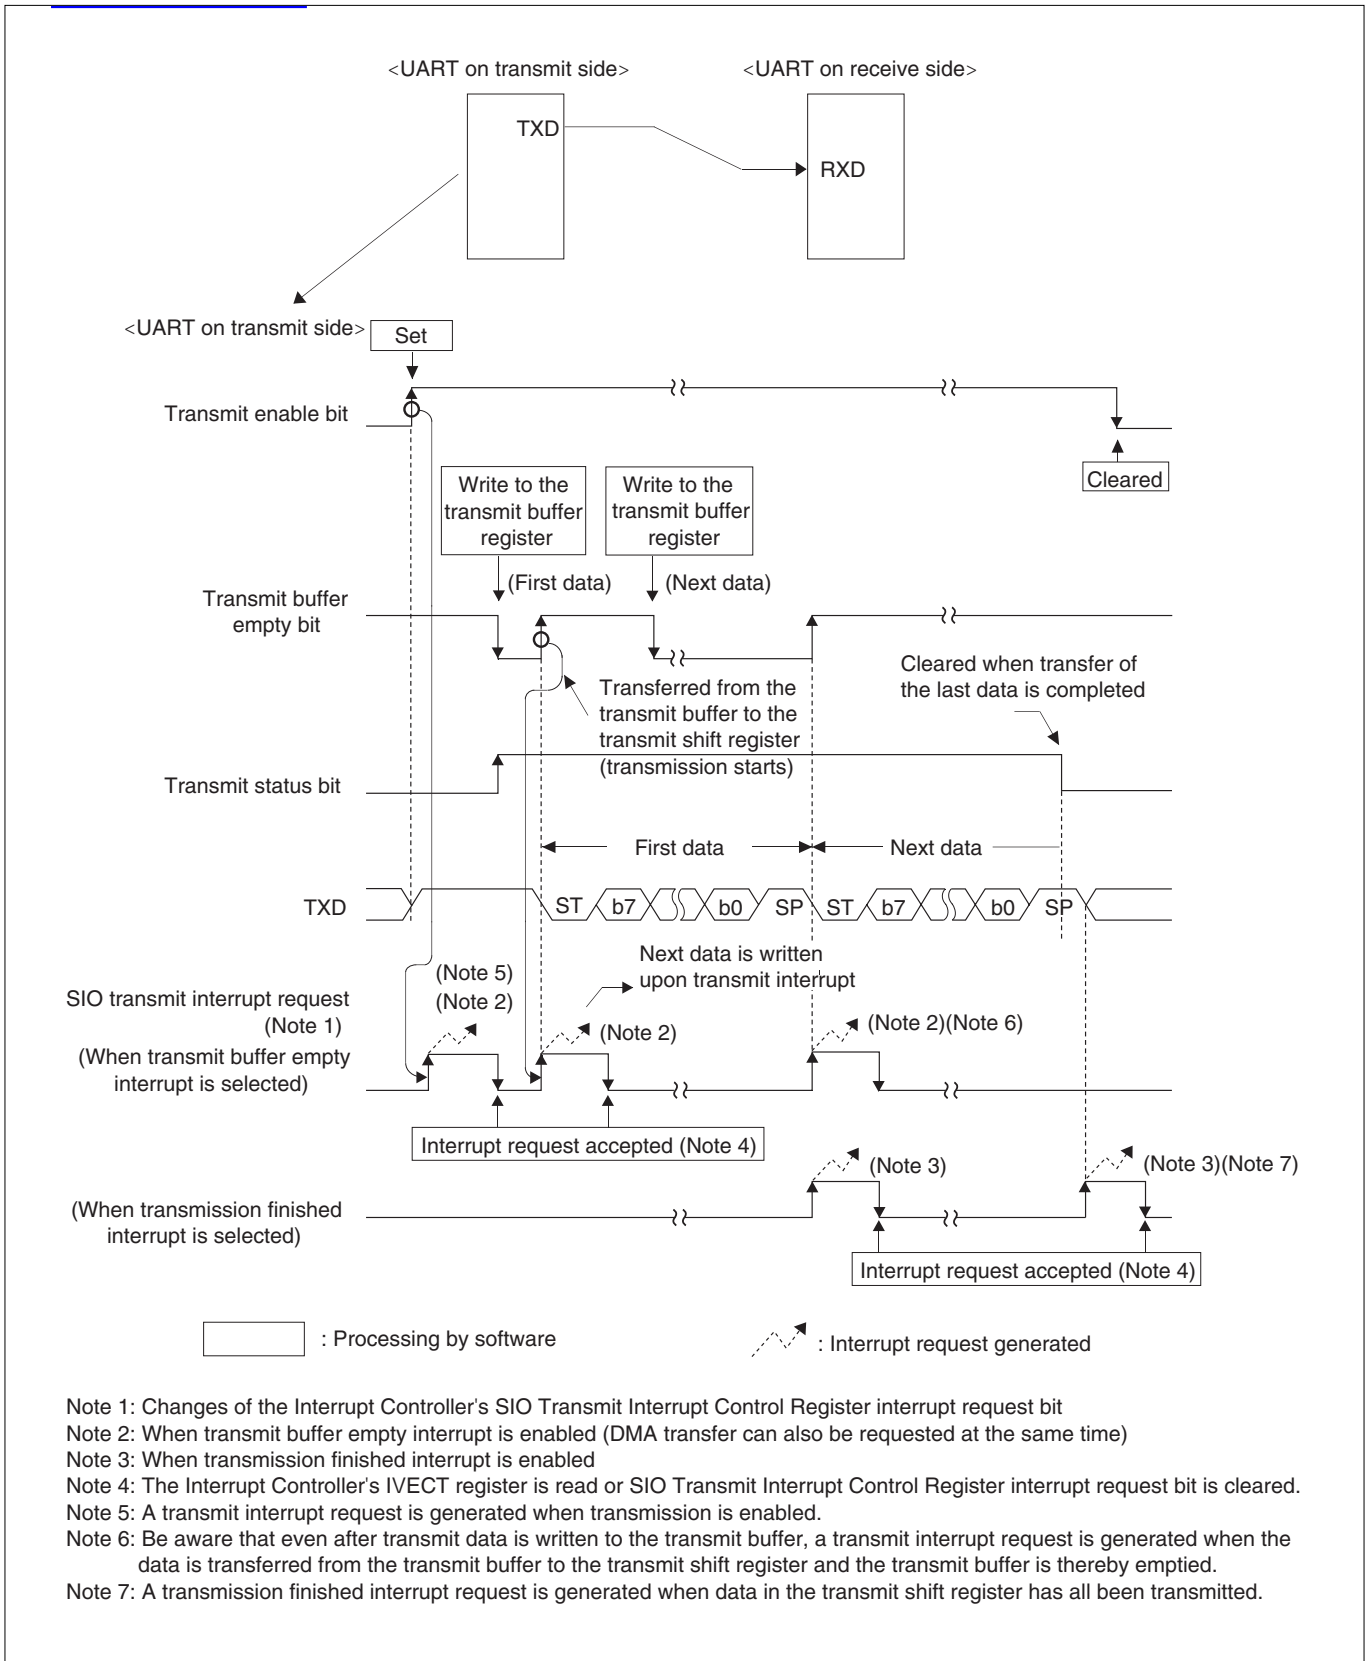 <UART on transmit side>
<UART on receive side>
TXD
RXD
<UART on transmit side>
Set
Transmit enable bit
Cleared
Write to the
transmit buffer
register
Write to the
transmit buffer
register
(First data)
(Next data)
Transmit buffer
empty bit
Cleared when transfer of
the last data is completed
Transferred from the
transmit buffer to the
transmit shift register
(transmission starts)
Transmit status bit
First data
Next data
TXD
ST b7 b0 SP ST b7 b0 SP
Next data is written
upon transmit interrupt
(Note 5)
(Note 2)
SIO transmit interrupt request
(Note 1)
(Note 2)
(Note 2)(Note 6)
(When transmit buffer empty
interrupt is selected)
Interrupt request accepted (Note 4)
(Note 3)
(Note 3)(Note 7)
(When transmission finished
interrupt is selected)
Interrupt request accepted (Note 4)
: Processing by software
: Interrupt request generated
Note 1: Changes of the Interrupt Controller's SIO Transmit Interrupt Control Register interrupt request bit
Note 2: When transmit buffer empty interrupt is enabled (DMA transfer can also be requested at the same time)
Note 3: When transmission finished interrupt is enabled
Note 4: The Interrupt Controller's IVECT register is read or SIO Transmit Interrupt Control Register interrupt request bit is cleared.
Note 5: A transmit interrupt request is generated when transmission is enabled.
Note 6: Be aware that even after transmit data is written to the transmit buffer, a transmit interrupt request is generated when the
data is transferred from the transmit buffer to the transmit shift register and the transmit buffer is thereby emptied.
Note 7: A transmission finished interrupt request is generated when data in the transmit shift register has all been transmitted.